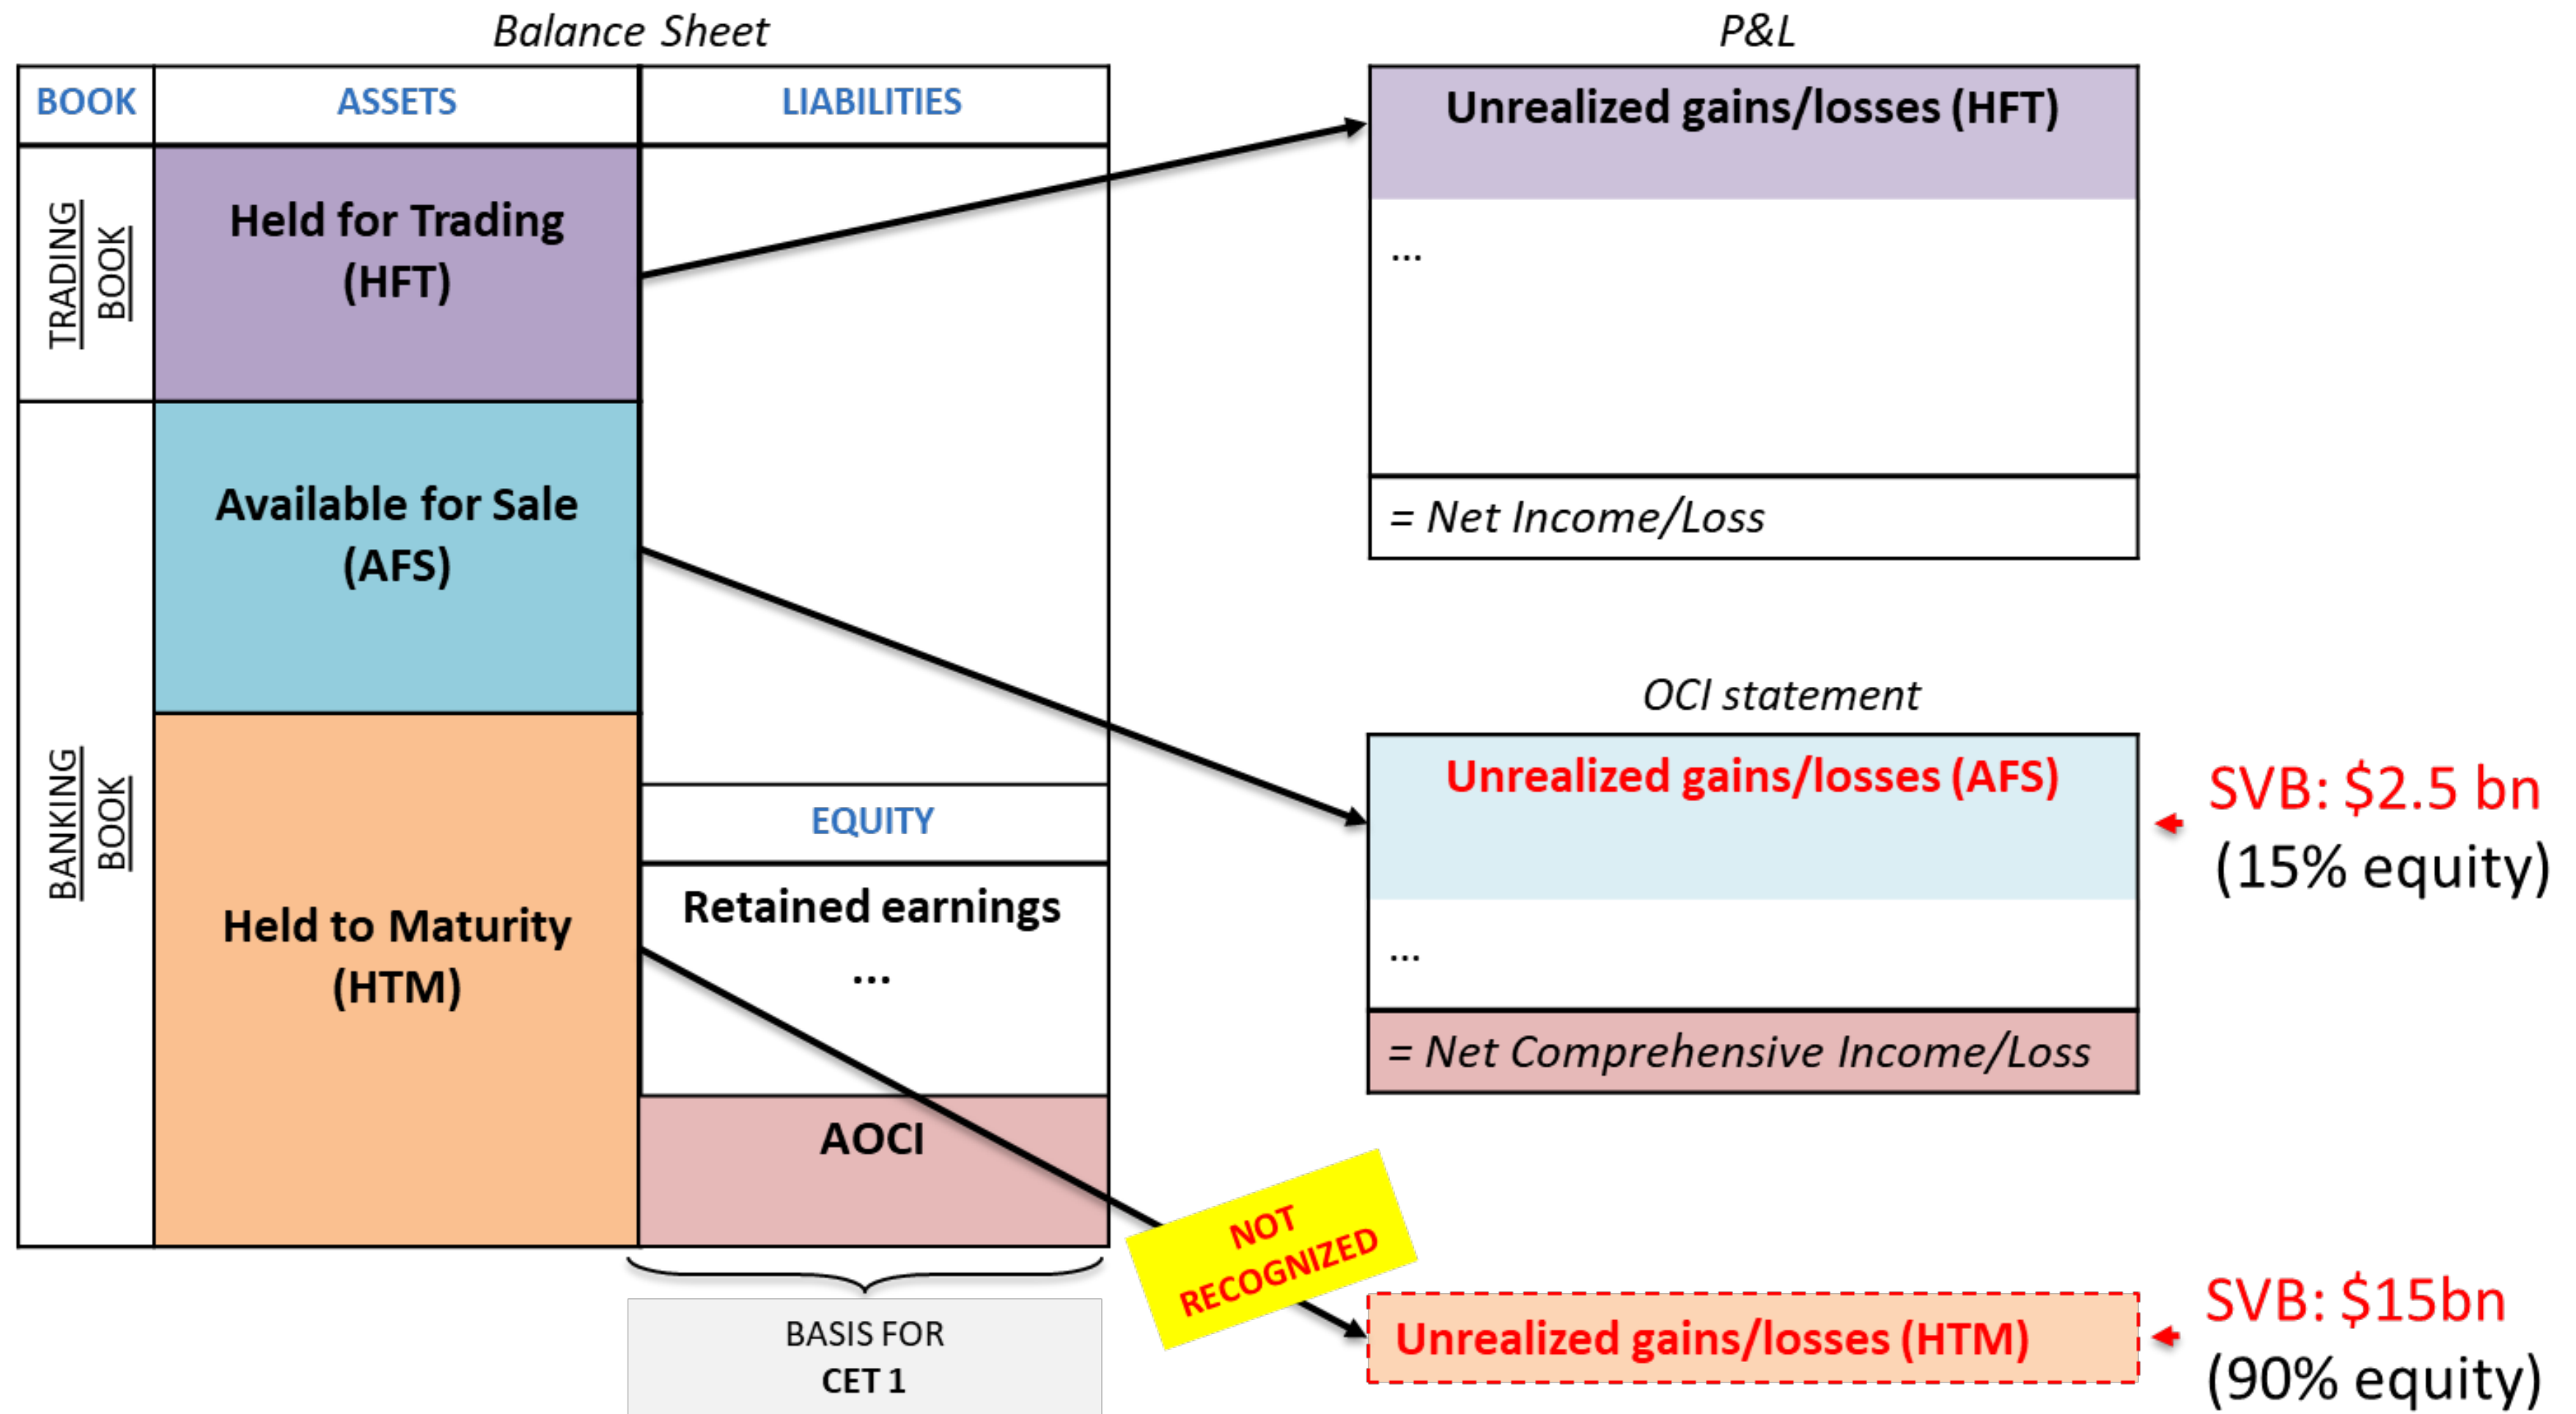 Balance Sheet
BOOK
ASSETS
LIABILITIES
TRADING
BOOK
Held for Trading
(HFT)
BANKING
BOOK
Available for Sale
(AFS)
Held to Maturity
(HTM)
EQUITY
Retained earnings
...
AOCI
BASIS FOR
CET 1
P&L
Unrealized gains/losses (HFT)
...
= Net Income/Loss
OCI statement
Unrealized gains/losses (AFS)
...
= Net Comprehensive Income/Loss
SVB: $2.5 bn
(15% equity)
NOT
RECOGNIZED
Unrealized gains/losses (HTM)
SVB: $15bn
(90% equity)